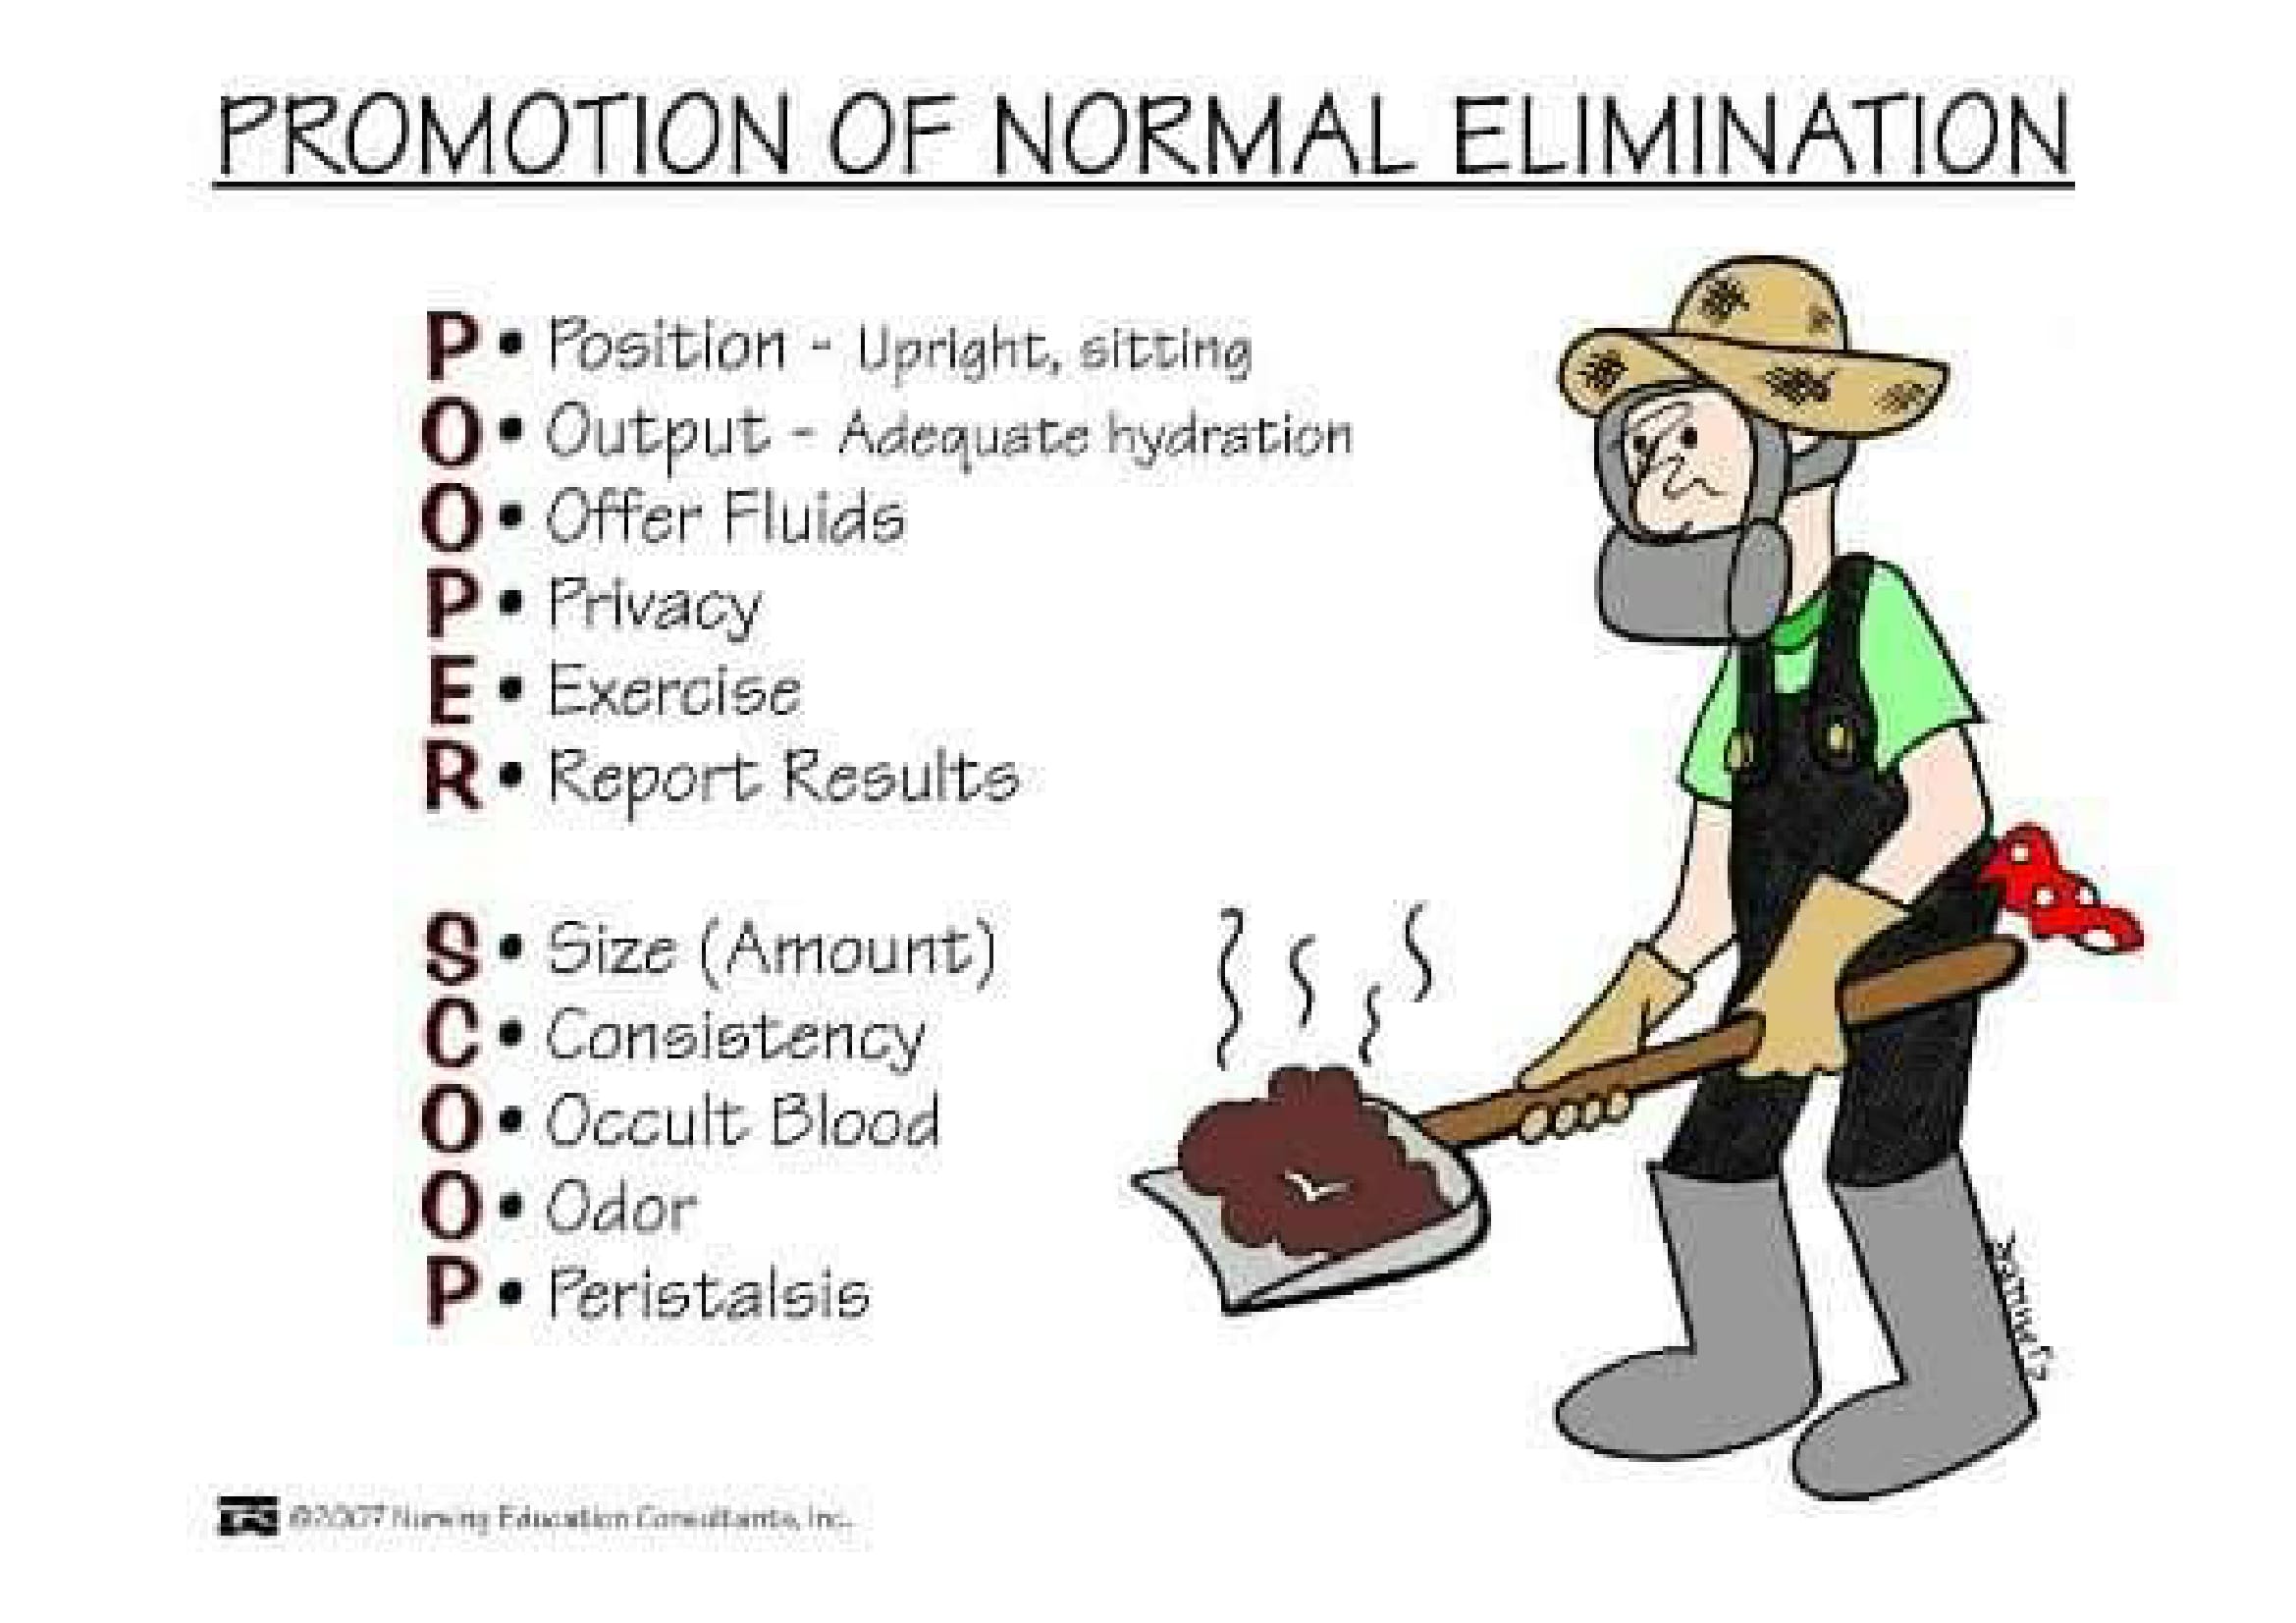 PROMOTION OF NORMAL ELIMINATION
P • Position - Upright, sitting
O • Output - Adequate hydration
O • Offer Fluids
P • Privacy
E • Exercise
R • Report Results
S • Size (Amount)
C • Consistency
O • Occult Blood
O • Odor
P • Peristalsis
©2007 Nursing Education Consultants, Inc.